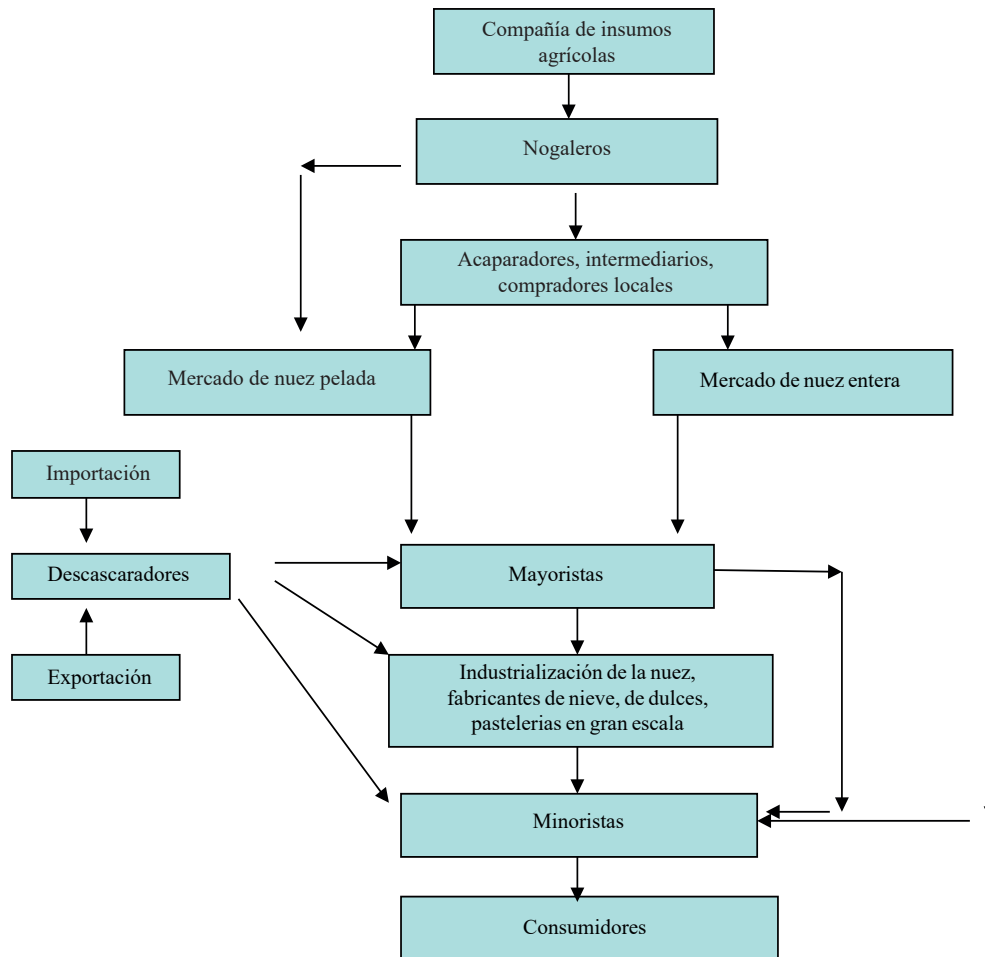 Compañía de insumos
agrícolas
Nogaleros
Acaparadores, intermediarios,
compradores locales
Mercado de nuez pelada
Mercado de nuez entera
Importación
Descascaradores
Mayoristas
Exportación
Industrialización de la nuez,
fabricantes de nieve, de dulces,
pastelerias en gran escala
Minoristas
Consumidores